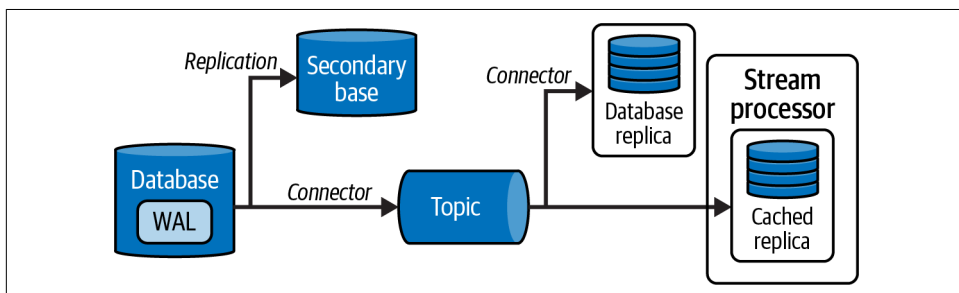 Replication
Secondary
base
Connector
Database
replica
Stream
processor
Cached
replica
Database
WAL
Connector
Topic